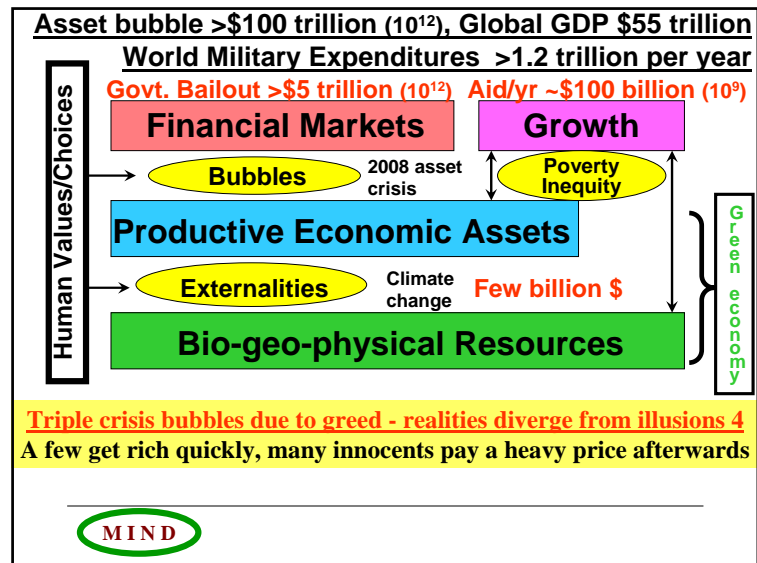 Asset bubble >$100 trillion (10¹²), Global GDP $55 trillion
World Military Expenditures >1.2 trillion per year
Govt. Bailout >$5 trillion (10¹²) Aid/yr ~$100 billion (10⁹)
Human Values/Choices
Financial Markets
Growth
Bubbles
2008 asset
crisis
Poverty
Inequity
Productive Economic Assets
Externalities
Climate
change
Few billion $
Bio-geo-physical Resources
Green economy
Triple crisis bubbles due to greed - realities diverge from illusions 4
A few get rich quickly, many innocents pay a heavy price afterwards
M I N D